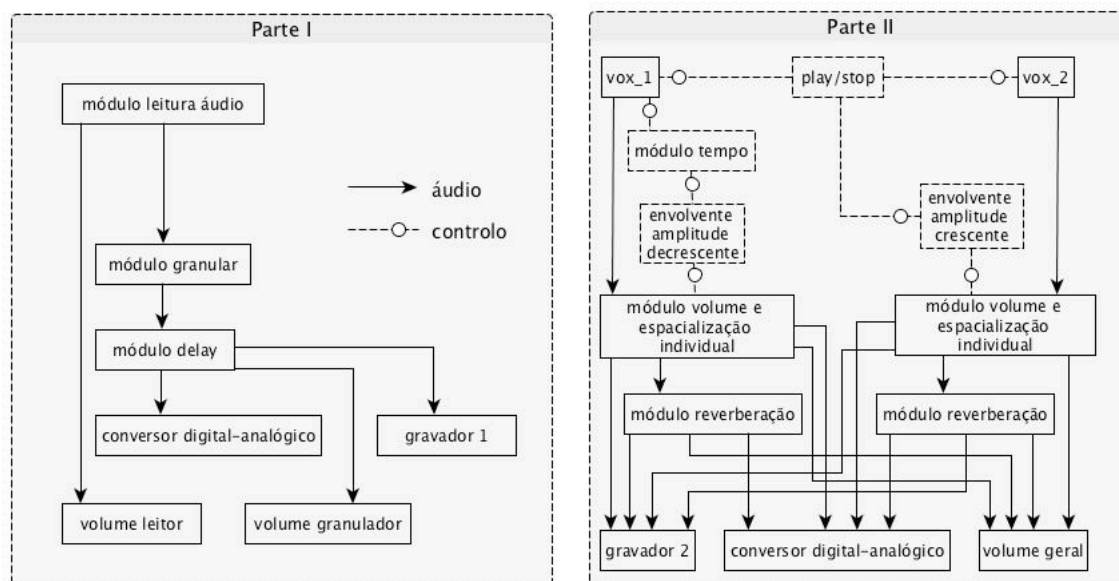 Parte I
módulo leitura áudio
áudio
controlo
módulo granular
módulo delay
conversor digital-analógico
gravador 1
volume leitor
volume granulador
Parte II
vox_1
play/stop
vox_2
módulo tempo
envolvente
amplitude
decrescente
envolvente
amplitude
crescente
módulo volume e
espacialização
individual
módulo volume e
espacialização
individual
módulo reverberação
módulo reverberação
gravador 2
conversor digital-analógico
volume geral